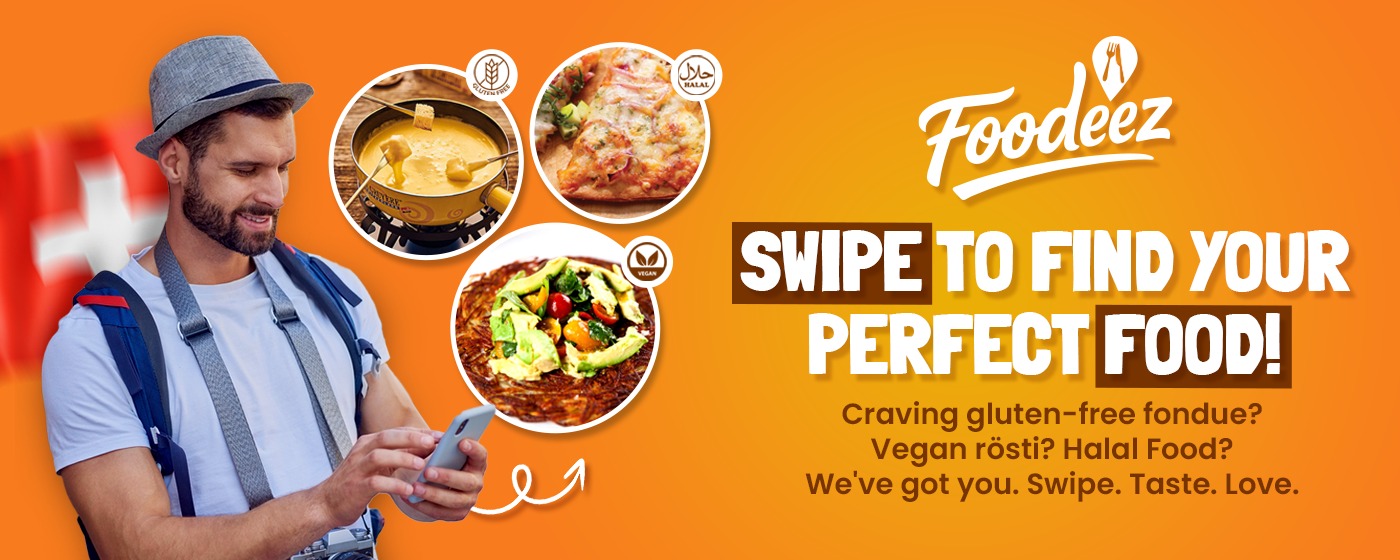 GLUTEN FREE
حلال
HALAL
VEGAN
Foodeez
SWIPE TO FIND YOUR
PERFECT FOOD!
Craving gluten-free fondue?
Vegan rösti? Halal Food?
We've got you. Swipe. Taste. Love.